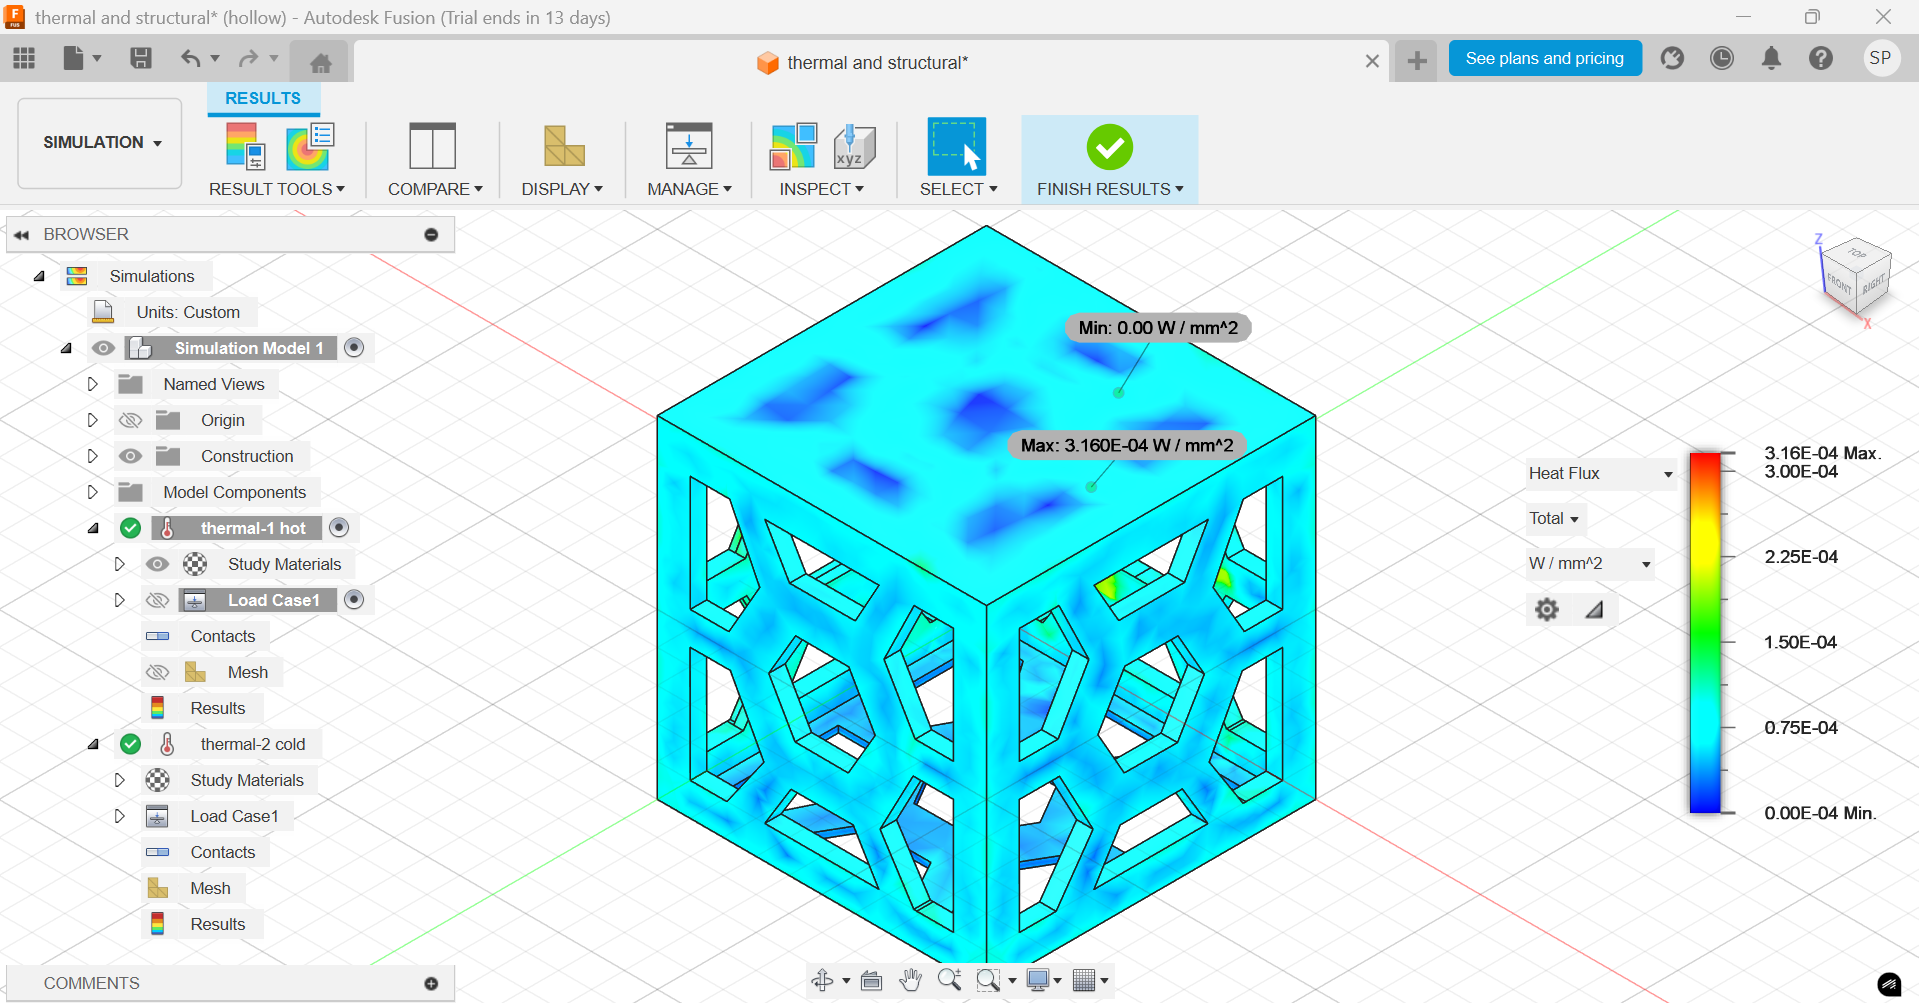 thermal and structural* (hollow) - Autodesk Fusion (Trial ends in 13 days)
thermal and structural*
See plans and pricing
SP
RESULTS
SIMULATION
RESULT TOOLS
COMPARE
DISPLAY
MANAGE
INSPECT
SELECT
FINISH RESULTS
xyz
BROWSER
Simulations
Units: Custom
Simulation Model 1
Named Views
Origin
Construction
Model Components
thermal-1 hot
Study Materials
Load Case1
Contacts
Mesh
Results
thermal-2 cold
Study Materials
Load Case1
Contacts
Mesh
Results
COMMENTS
Min: 0.00 W / mm^2
Max: 3.160E-04 W / mm^2
Z
TOP
FRONT
RIGHT
X
Heat Flux
Total
W / mm^2
3.16E-04 Max.
3.00E-04
2.25E-04
1.50E-04
0.75E-04
0.00E-04 Min.